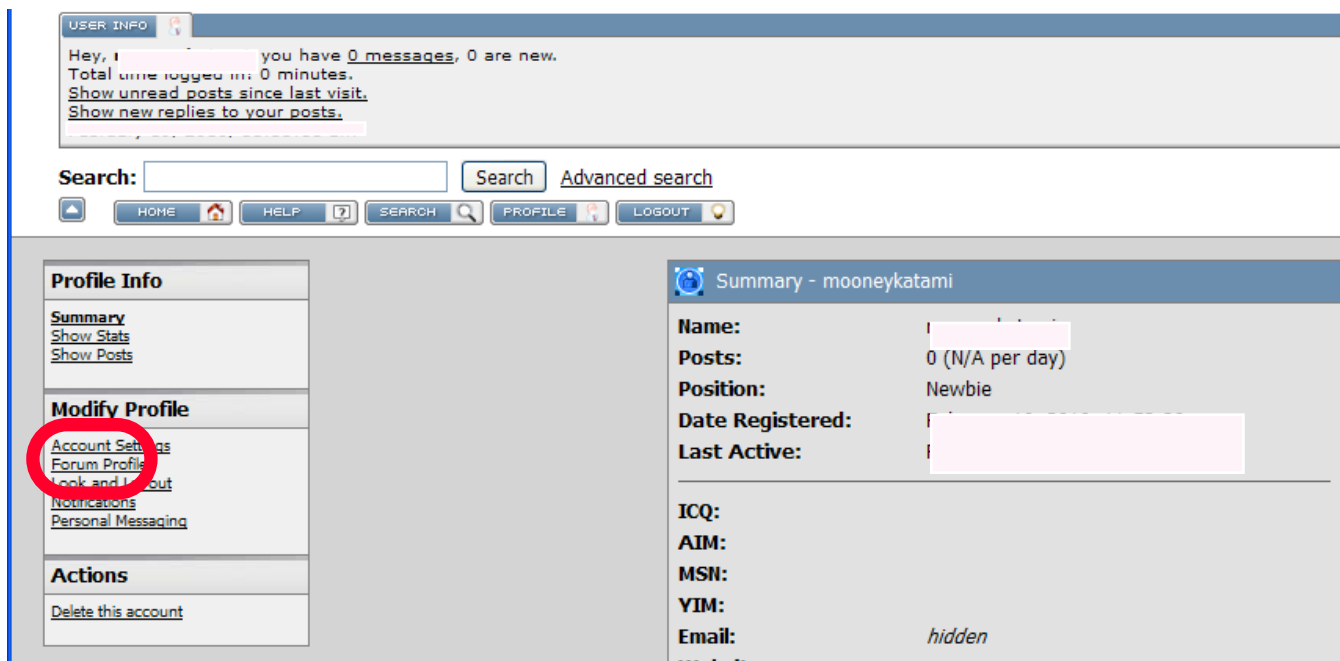 USER INFO
Hey, you have 0 messages, 0 are new.
Total time logged in: 0 minutes.
Show unread posts since last visit.
Show new replies to your posts.
Search: Search Advanced search
HOME HELP SEARCH PROFILE LOGOUT
Profile Info
Summary
Show Stats
Show Posts
Modify Profile
Account Settings
Forum Profile
Look and Layout
Notifications
Personal Messaging
Actions
Delete this account
Summary - mooneykatami
Name:
Posts: 0 (N/A per day)
Position: Newbie
Date Registered:
Last Active:
ICQ:
AIM:
MSN:
YIM:
Email: hidden